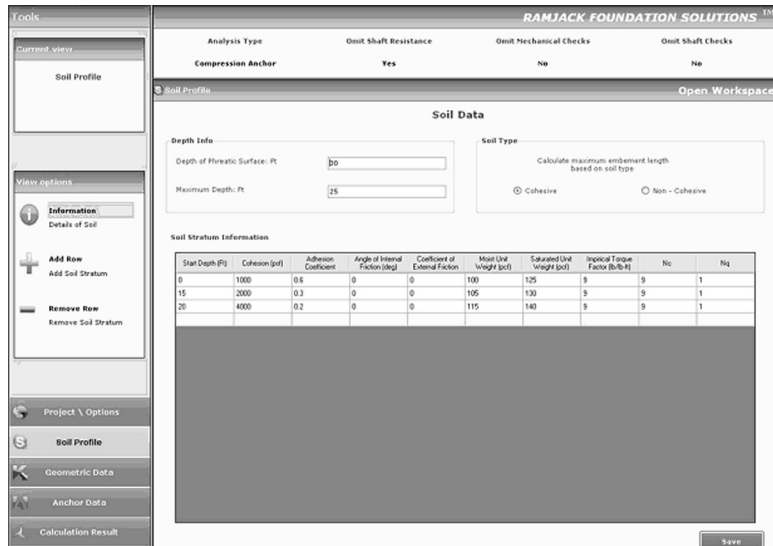 Tools
RAMJACK FOUNDATION SOLUTIONS ™
Current view
Soil Profile
Analysis Type Omit Shaft Resistance Omit Mechanical Checks Omit Shaft Checks
Compression Anchor Yes No No
Soil Profile Open Workspace
Soil Data
Depth Info
Depth of Phreatic Surface: Ft
Maximum Depth: Ft 25
Soil Type
Calculate maximum embement length
based on soil type
Cohesive Non - Cohesive
View options
Information
Details of Soil
Add Row
Add Soil Stratum
Remove Row
Remove Soil Stratum
Soil Stratum Information
Start Depth (Ft) Cohesion (psf) Adhesion Coefficient Angle of Internal Friction (deg) Coefficient of External Friction Moist Unit Weight (pcf) Saturated Unit Weight (pcf) Impirical Torque Factor (lb/lb-ft) Nc Nq
0 1000 0.6 0 0 100 125 9 9 1
15 2000 0.3 0 0 105 130 9 9 1
20 4000 0.2 0 0 115 140 9 9 1
Project \ Options
Soil Profile
Geometric Data
Anchor Data
Calculation Result
Save